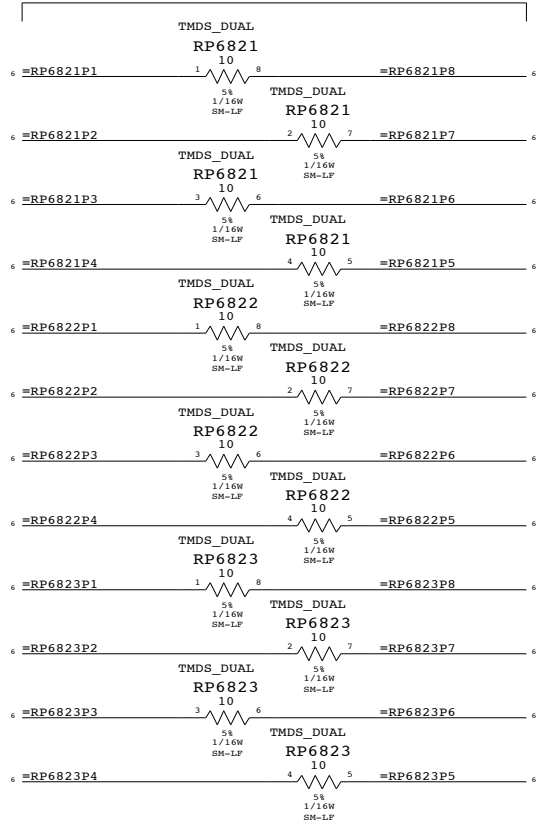 TMDS_DUAL
RP6821
10
6 =RP6821P1 1 8 =RP6821P8 6
5%
1/16W
SM-LF
TMDS_DUAL
RP6821
10
6 =RP6821P2 2 7 =RP6821P7 6
5%
1/16W
SM-LF
TMDS_DUAL
RP6821
10
6 =RP6821P3 3 6 =RP6821P6 6
5%
1/16W
SM-LF
TMDS_DUAL
RP6821
10
6 =RP6821P4 4 5 =RP6821P5 6
5%
1/16W
SM-LF
TMDS_DUAL
RP6822
10
6 =RP6822P1 1 8 =RP6822P8 6
5%
1/16W
SM-LF
TMDS_DUAL
RP6822
10
6 =RP6822P2 2 7 =RP6822P7 6
5%
1/16W
SM-LF
TMDS_DUAL
RP6822
10
6 =RP6822P3 3 6 =RP6822P6 6
5%
1/16W
SM-LF
TMDS_DUAL
RP6822
10
6 =RP6822P4 4 5 =RP6822P5 6
5%
1/16W
SM-LF
TMDS_DUAL
RP6823
10
6 =RP6823P1 1 8 =RP6823P8 6
5%
1/16W
SM-LF
TMDS_DUAL
RP6823
10
6 =RP6823P2 2 7 =RP6823P7 6
5%
1/16W
SM-LF
TMDS_DUAL
RP6823
10
6 =RP6823P3 3 6 =RP6823P6 6
5%
1/16W
SM-LF
TMDS_DUAL
RP6823
10
6 =RP6823P4 4 5 =RP6823P5 6
5%
1/16W
SM-LF